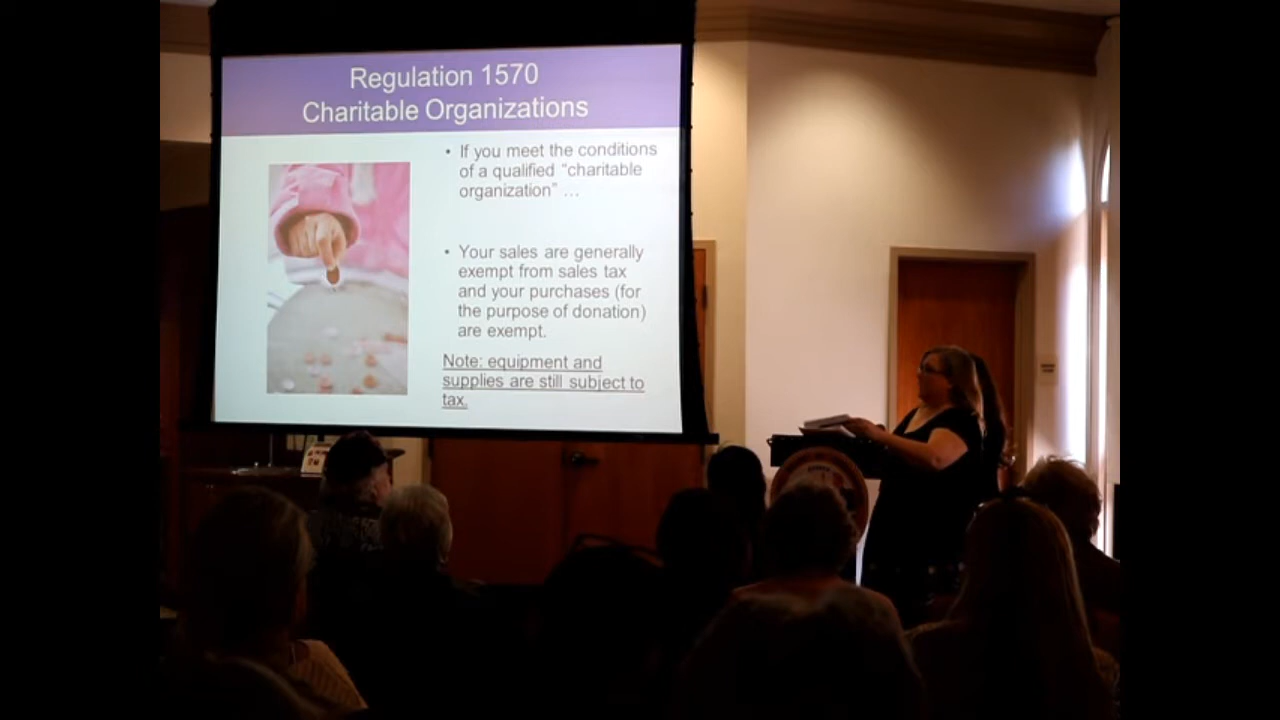 Regulation 1570
Charitable Organizations
• If you meet the conditions
of a qualified “charitable
organization” …
• Your sales are generally
exempt from sales tax
and your purchases (for
the purpose of donation)
are exempt.
Note: equipment and
supplies are still subject to
tax.